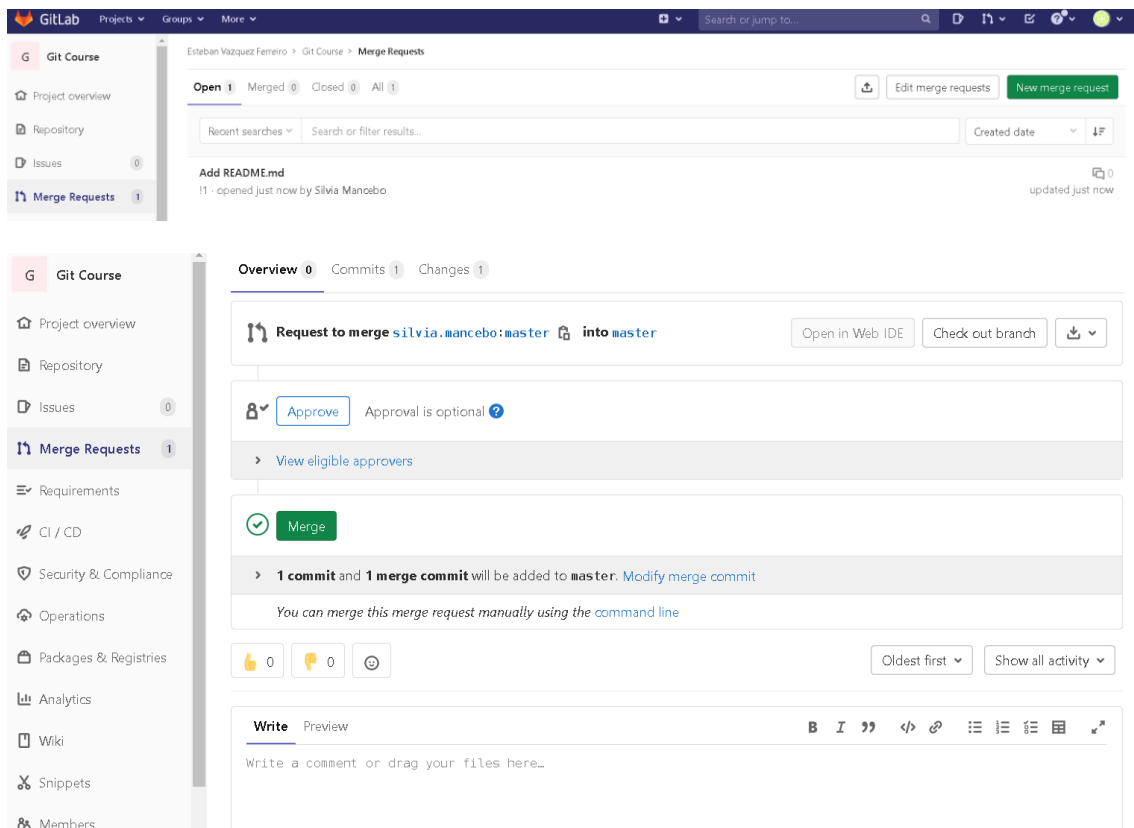 GitLab Projects Groups More Search or jump to...
G Git Course
Esteban Vazquez Ferreiro > Git Course > Merge Requests
Project overview
Repository
Issues 0
Merge Requests 1
Open 1 Merged 0 Closed 0 All 1 Edit merge requests New merge request
Recent searches Search or filter results... Created date
Add README.md 0
!1 · opened just now by Silvia Mancebo updated just now
G Git Course
Project overview
Repository
Issues 0
Merge Requests 1
Requirements
CI / CD
Security & Compliance
Operations
Packages & Registries
Analytics
Wiki
Snippets
Members
Overview 0 Commits 1 Changes 1
Request to merge silvia.mancebo:master into master Open in Web IDE Check out branch
Approve Approval is optional ?
> View eligible approvers
Merge
> 1 commit and 1 merge commit will be added to master. Modify merge commit
You can merge this merge request manually using the command line
0 0 Oldest first Show all activity
Write Preview B I
Write a comment or drag your files here…